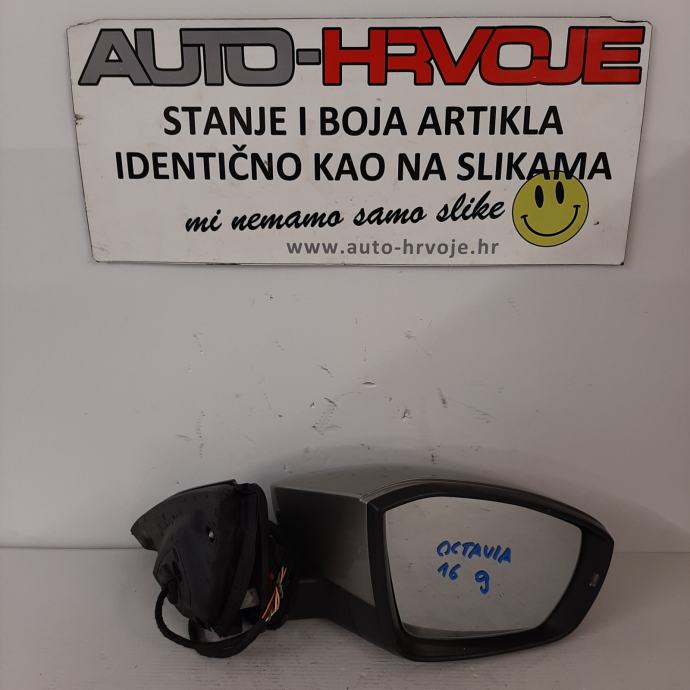 AUTO-HRVOJE
STANJE I BOJA ARTIKLA
IDENTIČNO KAO NA SLIKAMA
mi nemamo samo slike
www.auto-hrvoje.hr
OCTAVIA
16 9